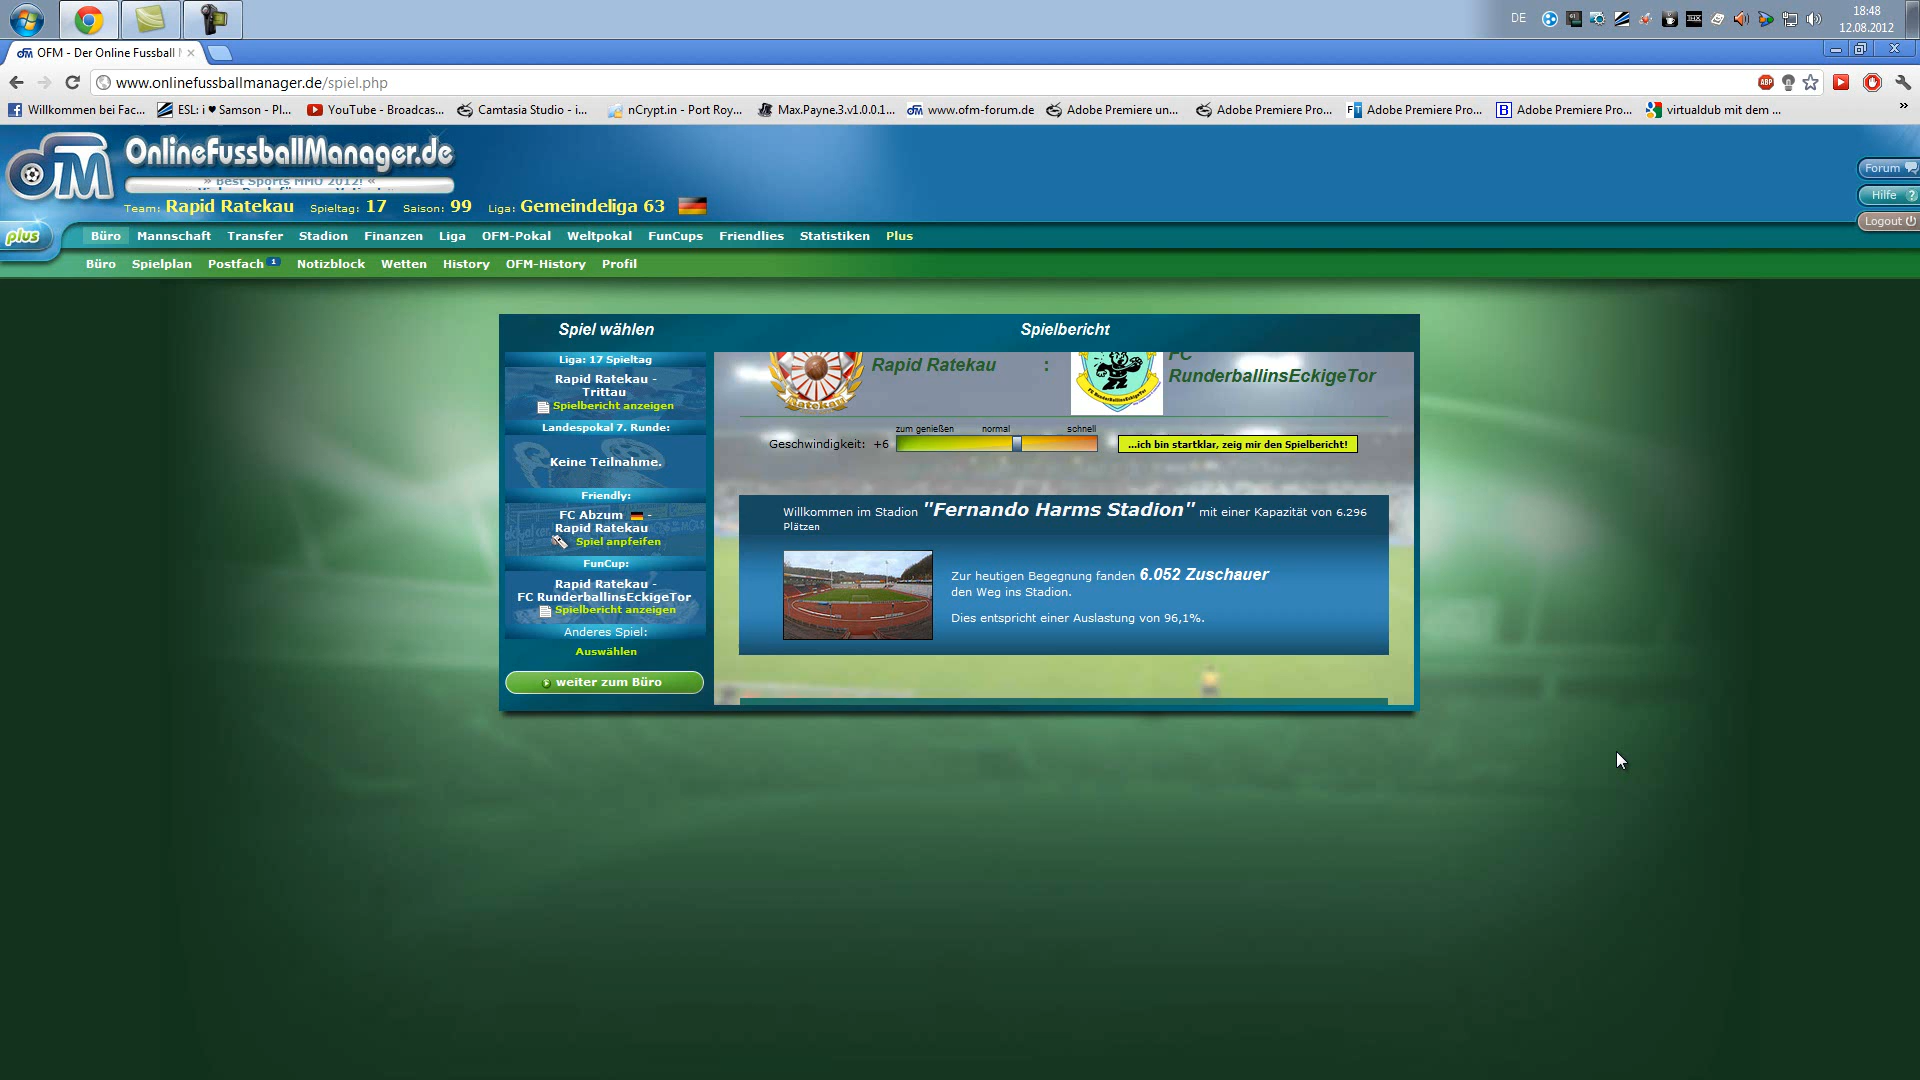 DE
18:48
12.08.2012
OFM - Der Online Fussball M
www.onlinefussballmanager.de/spiel.php
ABP
Willkommen bei Fac...
ESL: i ♥ Samson - Pl...
YouTube - Broadcas...
Camtasia Studio - i...
nCrypt.in - Port Roy...
Max.Payne.3.v1.0.0.1...
www.ofm-forum.de
Adobe Premiere un...
Adobe Premiere Pro...
Adobe Premiere Pro...
Adobe Premiere Pro...
virtualdub mit dem ...
»
OFM
OnlineFussballManager.de
» Best Sports MMO 2012! «
Team: Rapid Ratekau Spieltag: 17 Saison: 99 Liga: Gemeindeliga 63
Forum
Hilfe ?
Logout
plus
Büro Mannschaft Transfer Stadion Finanzen Liga OFM-Pokal Weltpokal FunCups Friendlies Statistiken Plus
Büro Spielplan Postfach 1 Notizblock Wetten History OFM-History Profil
Spiel wählen
Liga: 17 Spieltag
Rapid Ratekau -
Trittau
Spielbericht anzeigen
Landespokal 7. Runde:
Keine Teilnahme.
Friendly:
FC Abzum -
Rapid Ratekau
Spiel anpfeifen
FunCup:
Rapid Ratekau -
FC RunderballinsEckigeTor
Spielbericht anzeigen
Anderes Spiel:
Auswählen
weiter zum Büro
Spielbericht
Ratekau
Rapid Ratekau :
FC
RunderballinsEckigeTor
zum genießen normal schnell
Geschwindigkeit: +6
...ich bin startklar, zeig mir den Spielbericht!
Willkommen im Stadion "Fernando Harms Stadion" mit einer Kapazität von 6.296
Plätzen
Zur heutigen Begegnung fanden 6.052 Zuschauer
den Weg ins Stadion.
Dies entspricht einer Auslastung von 96,1%.